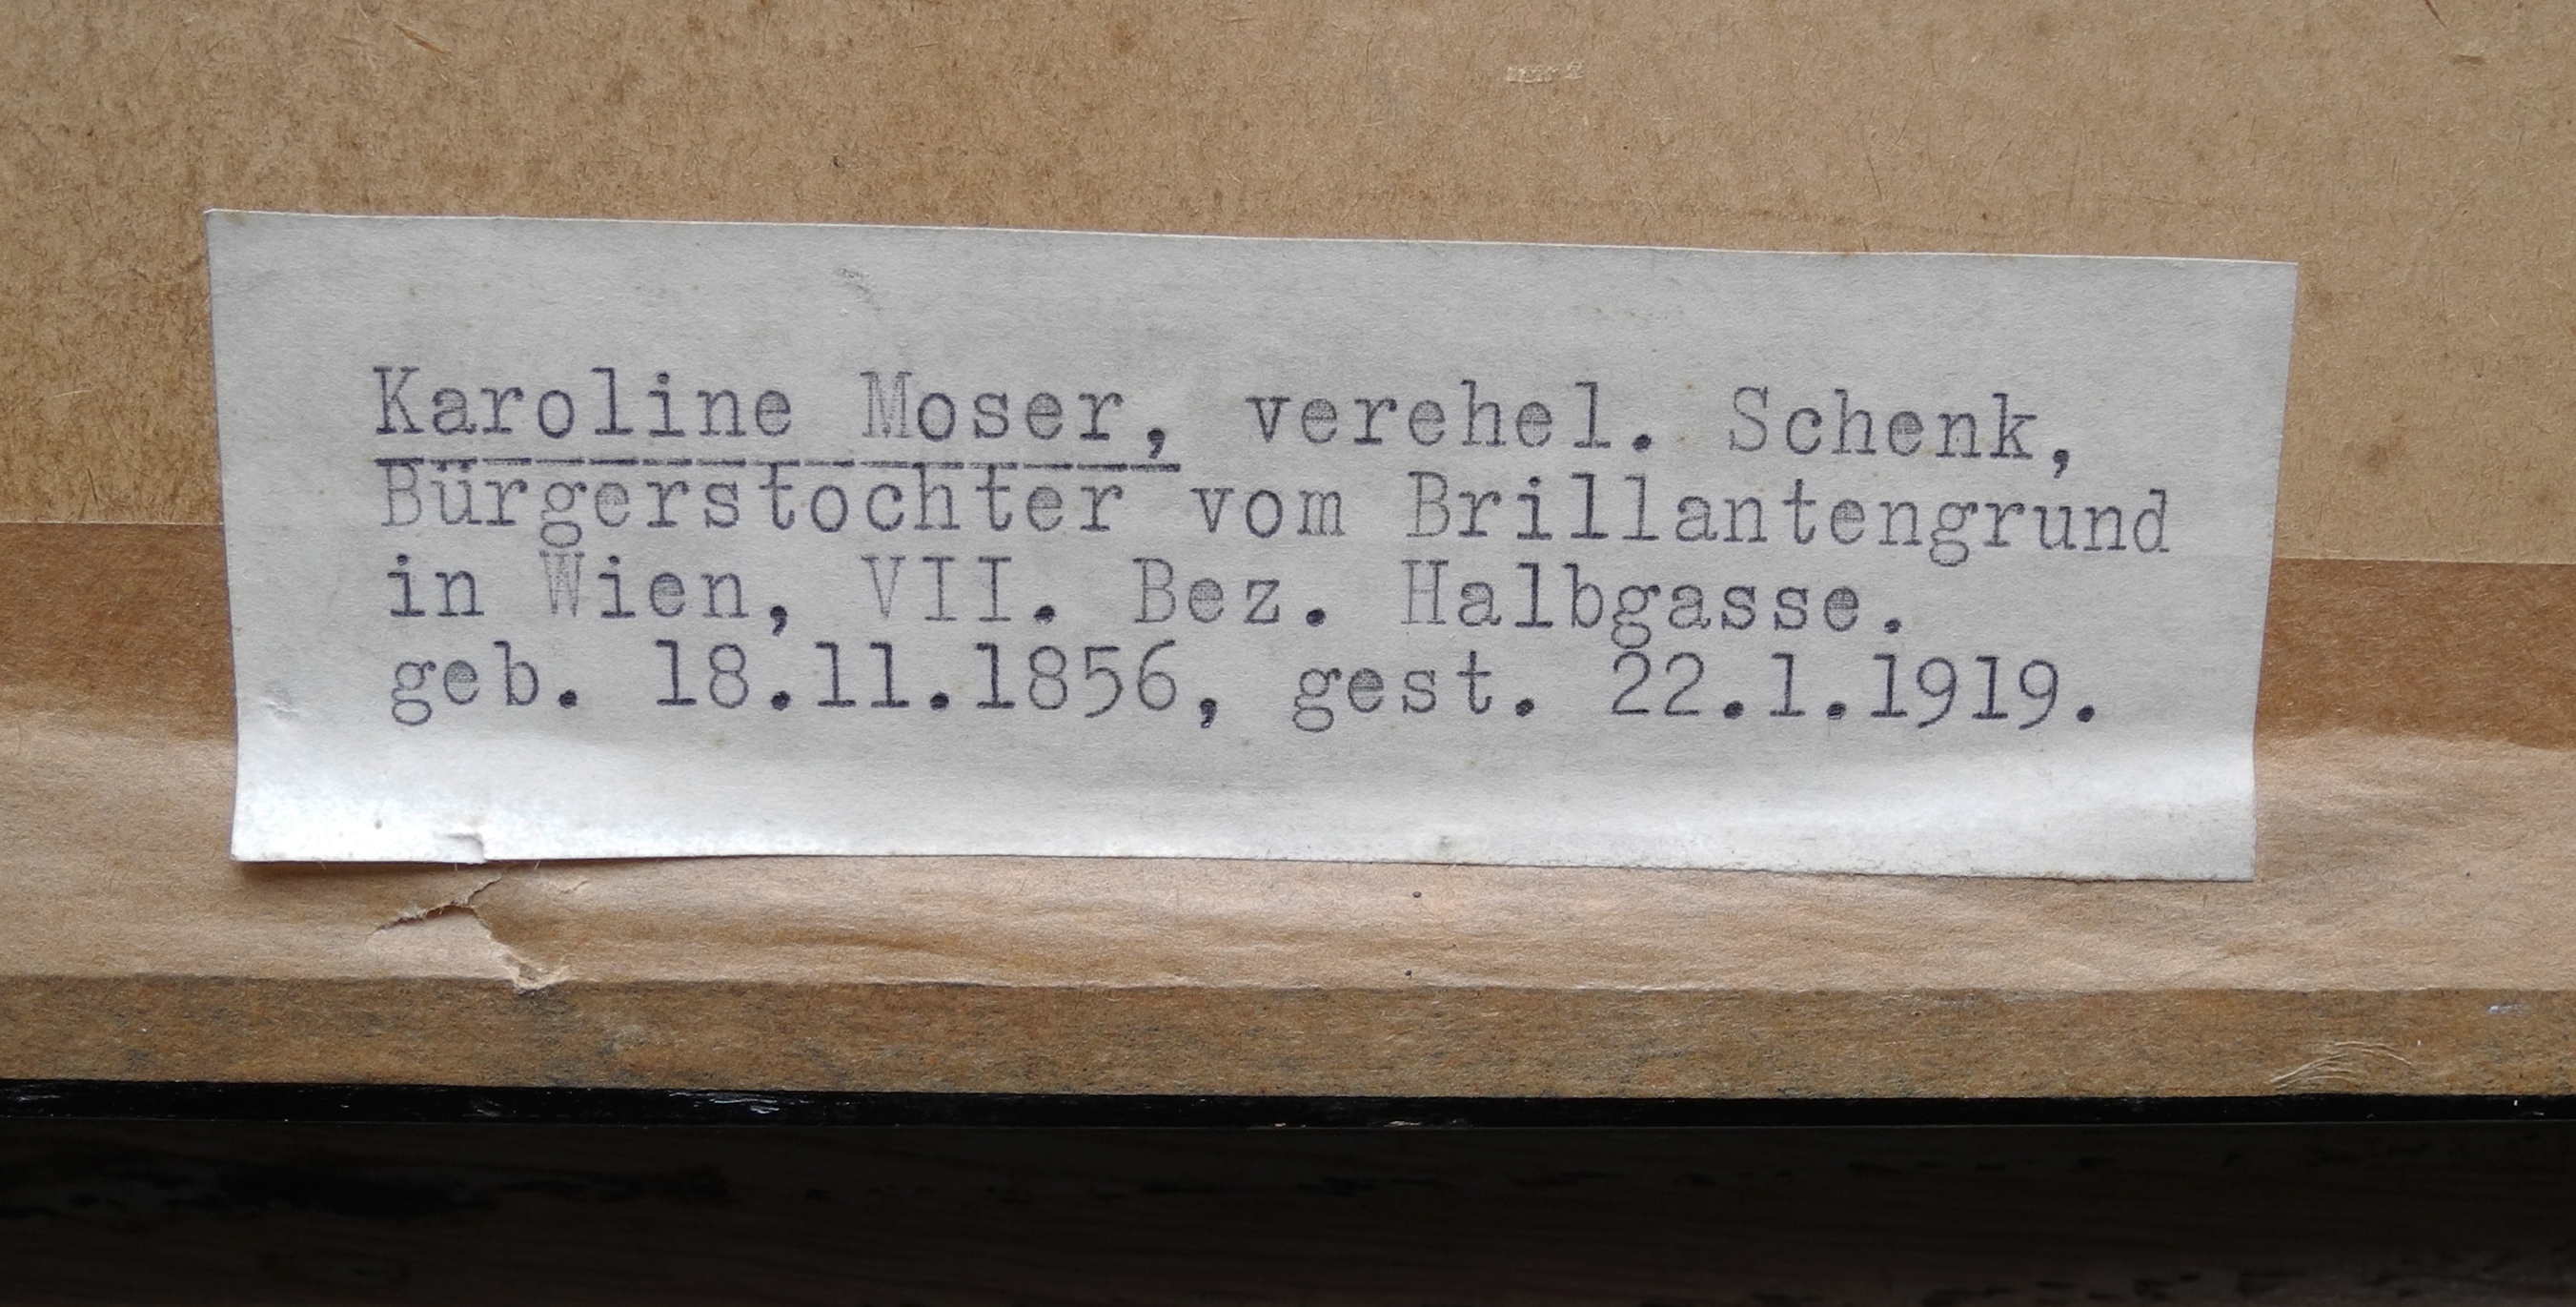 Karoline Moser, verehel. Schenk,
Bürgerstochter vom Brillantengrund
in Wien, VII. Bez. Halbgasse.
geb. 18.11.1856, gest. 22.1.1919.